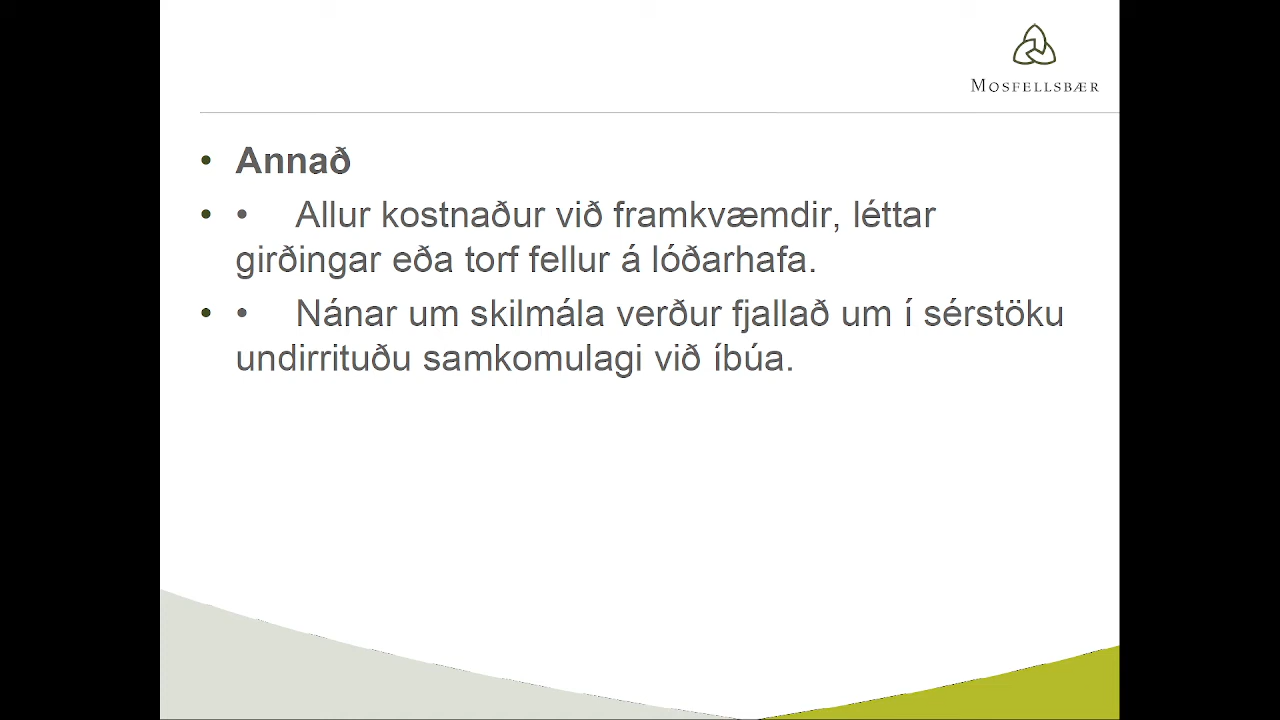 MOSFELLSBÆR
• Annað
• • Allur kostnaður við framkvæmdir, léttar
girðingar eða torf fellur á lóðarhafa.
• • Nánar um skilmála verður fjallað um í sérstöku
undirrituðu samkomulagi við íbúa.